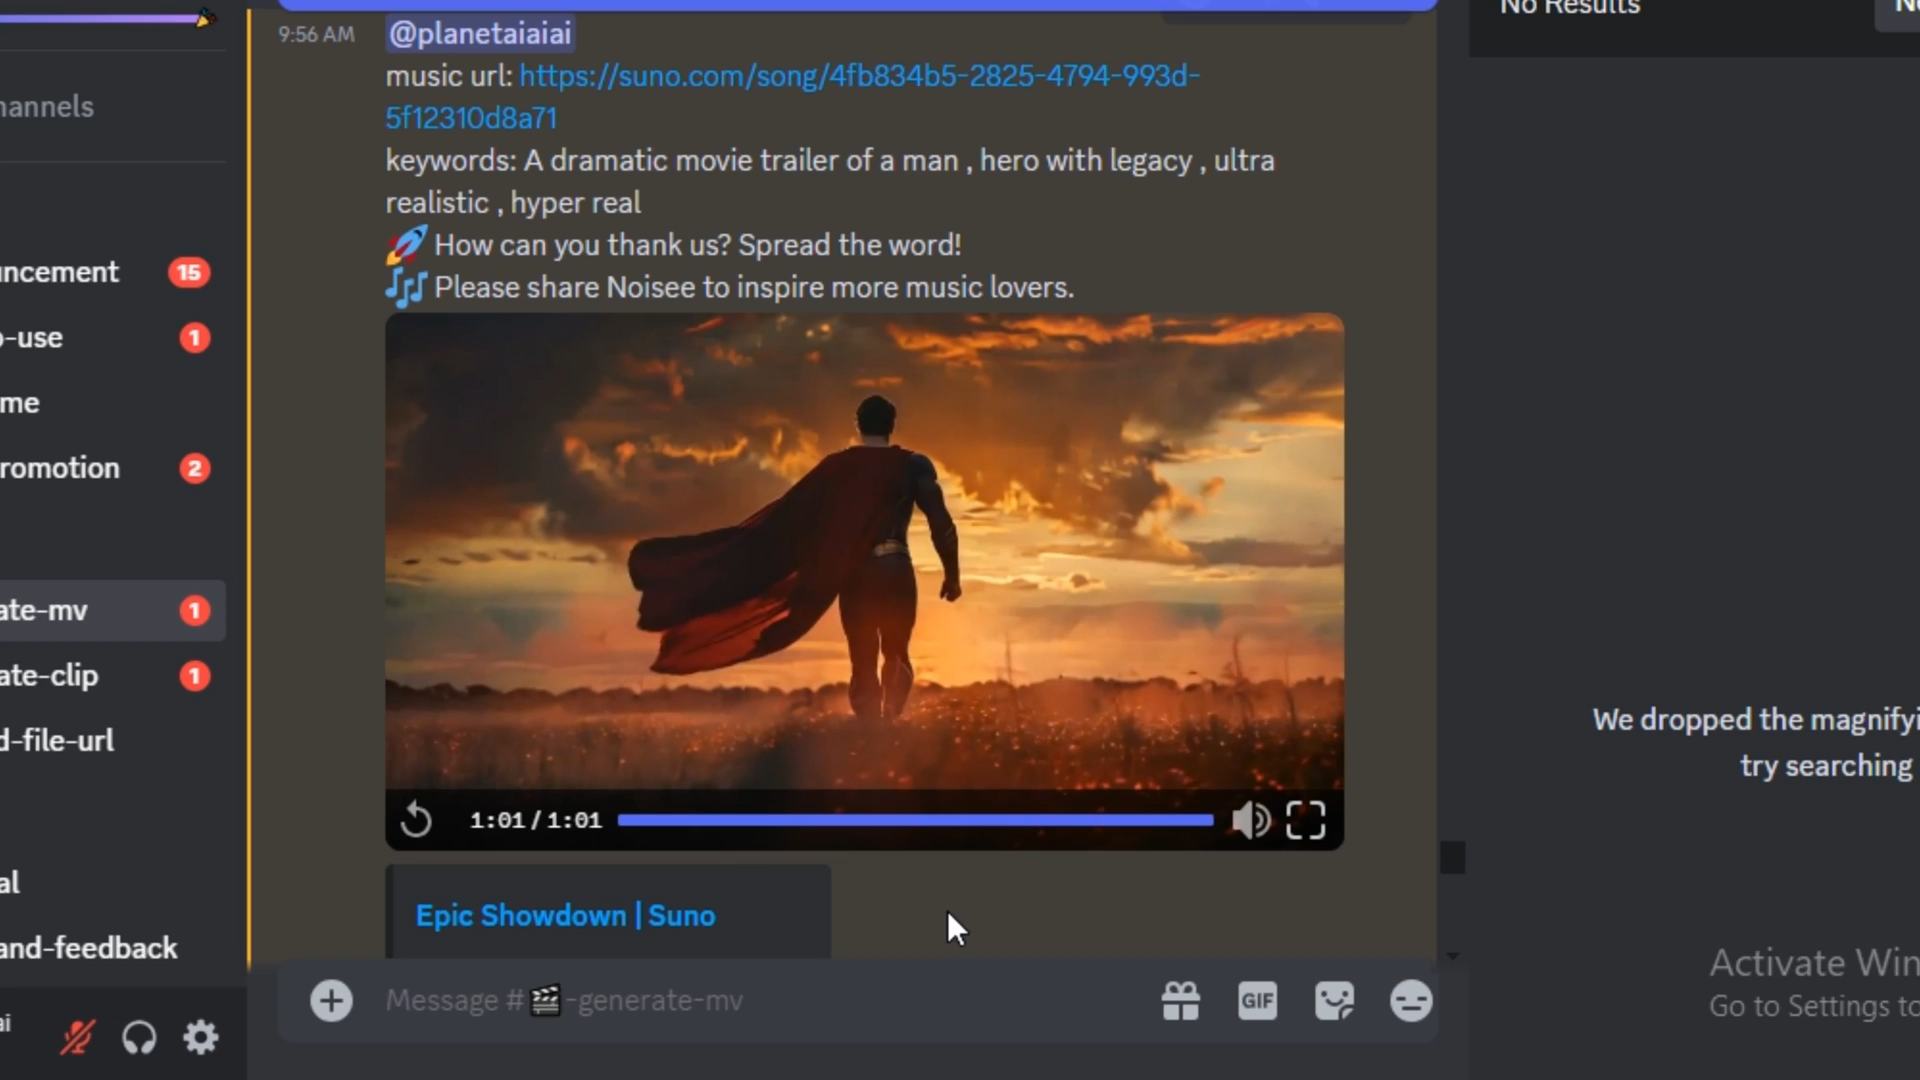 No Results
9:56 AM
@planetaiaiai
music url: https://suno.com/song/4fb834b5-2825-4794-993d-
5f12310d8a71
keywords: A dramatic movie trailer of a man , hero with legacy , ultra
realistic , hyper real
How can you thank us? Spread the word!
Please share Noisee to inspire more music lovers.
1:01 / 1:01
Epic Showdown | Suno
Message #-generate-mv
GIF
hannels
ncement
15
o-use
1
me
romotion
2
ate-mv
1
ate-clip
1
d-file-url
al
and-feedback
ai
We dropped the magnifyi
try searching
Activate Win
Go to Settings to